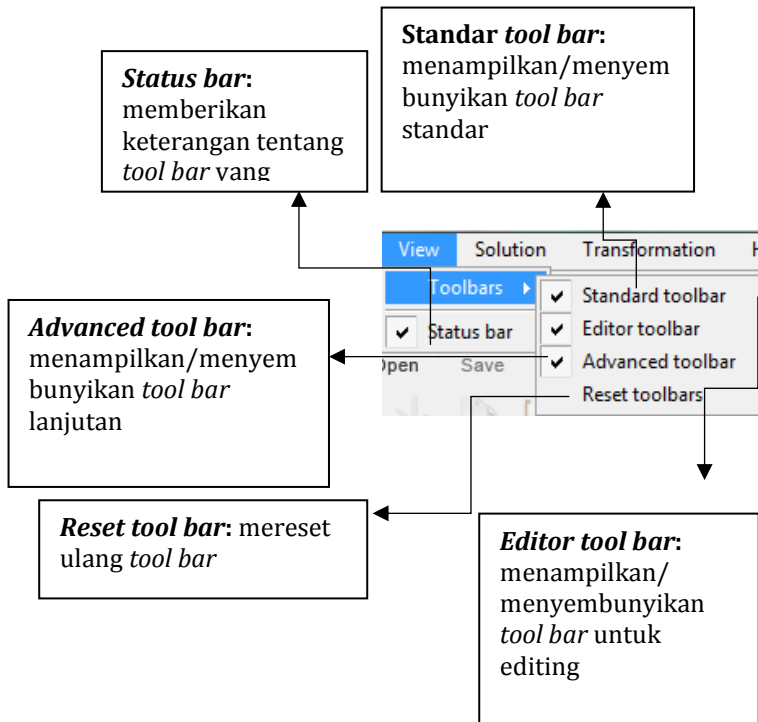 Standar tool bar:
menampilkan/menyem
bunyikan tool bar
standar
Status bar:
memberikan
keterangan tentang
tool bar yang
View Solution Transformation H
Toolbars
Standard toolbar
Status bar
Editor toolbar
Open Save
Advanced toolbar
Reset toolbars
Advanced tool bar:
menampilkan/menyem
bunyikan tool bar
lanjutan
Reset tool bar: mereset
ulang tool bar
Editor tool bar:
menampilkan/
menyembunyikan
tool bar untuk
editing